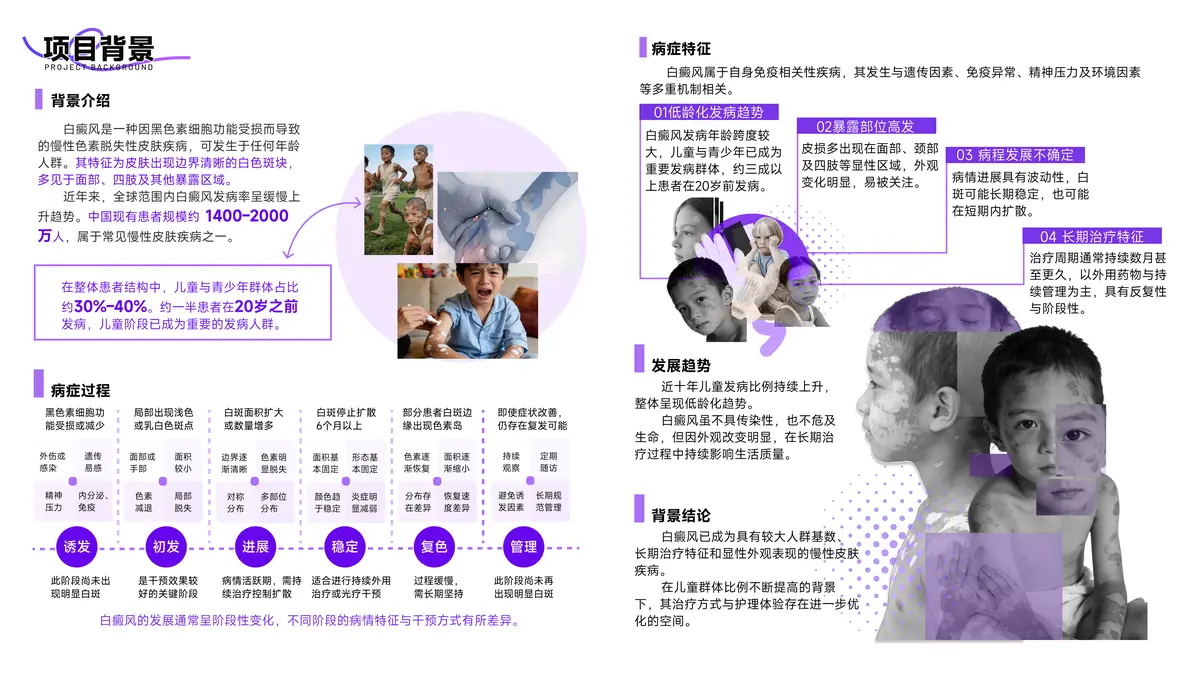 项目背景
PROJECT BACKGROUND
背景介绍
白癜风是一种因黑色素细胞功能受损而导致
的慢性色素脱失性皮肤疾病，可发生于任何年龄
人群。其特征为皮肤出现边界清晰的白色斑块，
多见于面部、四肢及其他暴露区域。
近年来，全球范围内白癜风发病率呈缓慢上
升趋势。中国现有患者规模约 1400–2000
万人，属于常见慢性皮肤疾病之一。
在整体患者结构中，儿童与青少年群体占比
约30%–40%。约一半患者在20岁之前
发病，儿童阶段已成为重要的发病人群。
病症过程
黑色素细胞功
能受损或减少
外伤或
感染
遗传
易感
精神
压力
内分泌、
免疫
诱发
此阶段尚未出
现明显白斑
局部出现浅色
或乳白色斑点
面部或
手部
面积
较小
色素
减退
局部
脱失
初发
是干预效果较
好的关键阶段
白斑面积扩大
或数量增多
边界逐
渐清晰
色素明
显脱失
对称
分布
多部位
分布
进展
病情活跃期，需持
续治疗控制扩散
白斑停止扩散
6个月以上
面积基
本固定
形态基
本固定
颜色趋
于稳定
炎症明
显减弱
稳定
适合进行持续外用
治疗或光疗干预
部分患者白斑边
缘出现色素岛
色素逐
渐恢复
面积逐
渐缩小
分布存
在差异
恢复速
度差异
复色
过程缓慢，
需长期坚持
即使症状改善，
仍存在复发可能
持续
观察
定期
随访
避免诱
发因素
长期规
范管理
管理
此阶段尚未再
出现明显白斑
白癜风的发展通常呈阶段性变化，不同阶段的病情特征与干预方式有所差异。
病症特征
白癜风属于自身免疫相关性疾病，其发生与遗传因素、免疫异常、精神压力及环境因素
等多重机制相关。
01低龄化发病趋势
白癜风发病年龄跨度较
大，儿童与青少年已成为
重要发病群体，约三成以
上患者在20岁前发病。
02暴露部位高发
皮损多出现在面部、颈部
及四肢等显性区域，外观
变化明显，易被关注。
03 病程发展不确定
病情进展具有波动性，白
斑可能长期稳定，也可能
在短期内扩散。
04 长期治疗特征
治疗周期通常持续数月甚
至更久，以外用药物与持
续管理为主，具有反复性
与阶段性。
发展趋势
近十年儿童发病比例持续上升，
整体呈现低龄化趋势。
白癜风虽不具传染性，也不危及
生命，但因外观改变明显，在长期治
疗过程中持续影响生活质量。
背景结论
白癜风已成为具有较大人群基数、
长期治疗特征和显性外观表现的慢性皮肤
疾病。
在儿童群体比例不断提高的背景
下，其治疗方式与护理体验存在进一步优
化的空间。